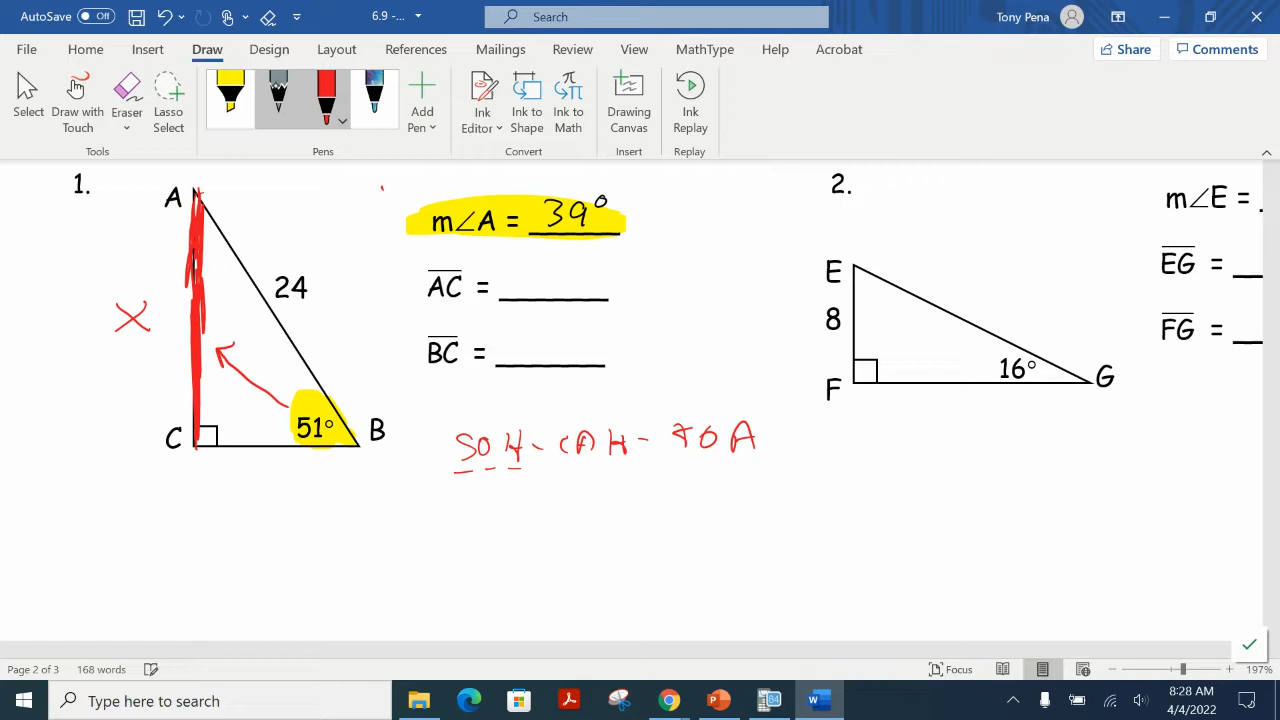 AutoSave Off 6.9 -... Search Tony Pena
File Home Insert Draw Design Layout References Mailings Review View MathType Help Acrobat Share Comments
Select Draw with Touch Eraser Lasso Select Add Pen Ink Editor Ink to Shape Ink to Math Drawing Canvas Ink Replay
Tools Pens Convert Insert Replay
1.
A
24
X
51°
C
B
m∠A = 39°
AC =
BC =
SOH - CAH - TOA
2.
E
8
F
16°
G
m∠E =
EG =
FG =
Page 2 of 3 168 words Focus 197%
Type here to search
84
8:28 AM
4/4/2022